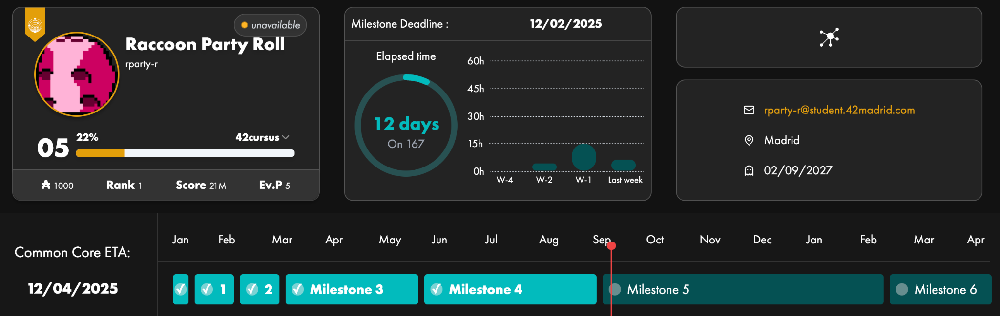 unavailable
Raccoon Party Roll
rparty-r
22%
42cursus
05
₳ 1000
Rank 1
Score 21M
Ev.P 5
Milestone Deadline :
12/02/2025
Elapsed time
12 days
On 167
60h
45h
30h
15h
0h
W-4
W-2
W-1
Last week
rparty-r@student.42madrid.com
Madrid
02/09/2027
Common Core ETA:
12/04/2025
Jan Feb Mar Apr May Jun Jul Aug Sep Oct Nov Dec Jan Feb Mar Apr
1
2
Milestone 3
Milestone 4
Milestone 5
Milestone 6